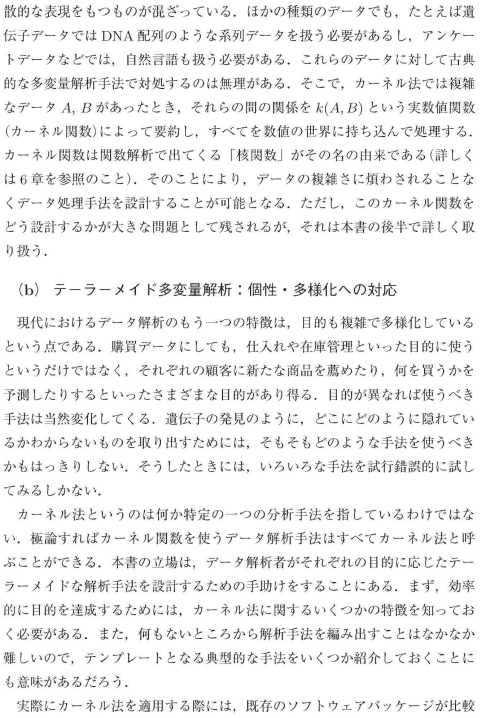 散的な表現をもつものが混ざっている．ほかの種類のデータでも，たとえば遺
伝子データでは DNA 配列のような系列データを扱う必要があるし，アンケー
トデータなどでは，自然言語も扱う必要がある．これらのデータに対して古典
的な多変量解析手法で対処するのは無理がある．そこで，カーネル法では複雑
なデータ A, B があったとき，それらの間の関係を k(A, B) という実数値関数
（カーネル関数）によって要約し，すべてを数値の世界に持ち込んで処理する．
カーネル関数は関数解析で出てくる「核関数」がその名の由来である（詳しく
は 6 章を参照のこと）．そのことにより，データの複雑さに煩わされることな
くデータ処理手法を設計することが可能となる．ただし，このカーネル関数を
どう設計するかが大きな問題として残されるが，それは本書の後半で詳しく取
り扱う．
（b） テーラーメイド多変量解析：個性・多様化への対応
現代におけるデータ解析のもう一つの特徴は，目的も複雑で多様化している
という点である．購買データにしても，仕入れや在庫管理といった目的に使う
というだけではなく，それぞれの顧客に新たな商品を薦めたり，何を買うかを
予測したりするといったさまざまな目的があり得る．目的が異なれば使うべき
手法は当然変化してくる．遺伝子の発見のように，どこにどのように隠れてい
るかわからないものを取り出すためには，そもそもどのような手法を使うべき
かもはっきりしない．そうしたときには，いろいろな手法を試行錯誤的に試し
てみるしかない．
カーネル法というのは何か特定の一つの分析手法を指しているわけではな
い．極論すればカーネル関数を使うデータ解析手法はすべてカーネル法と呼
ぶことができる．本書の立場は，データ解析者がそれぞれの目的に応じたテー
ラーメイドな解析手法を設計するための手助けをすることにある．まず，効率
的に目的を達成するためには，カーネル法に関するいくつかの特徴を知ってお
く必要がある．また，何もないところから解析手法を編み出すことはなかなか
難しいので，テンプレートとなる典型的な手法をいくつか紹介しておくことに
も意味があるだろう．
実際にカーネル法を適用する際には，既存のソフトウェアパッケージが比較